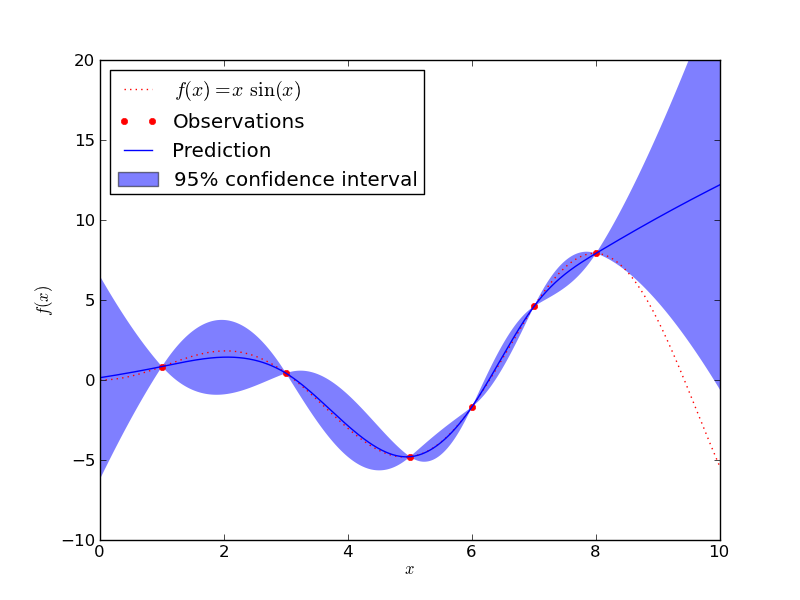 f(x) = x sin(x)
Observations
Prediction
95% confidence interval
20
15
10
5
0
−5
−10
f(x)
0 2 4 6 8 10
x